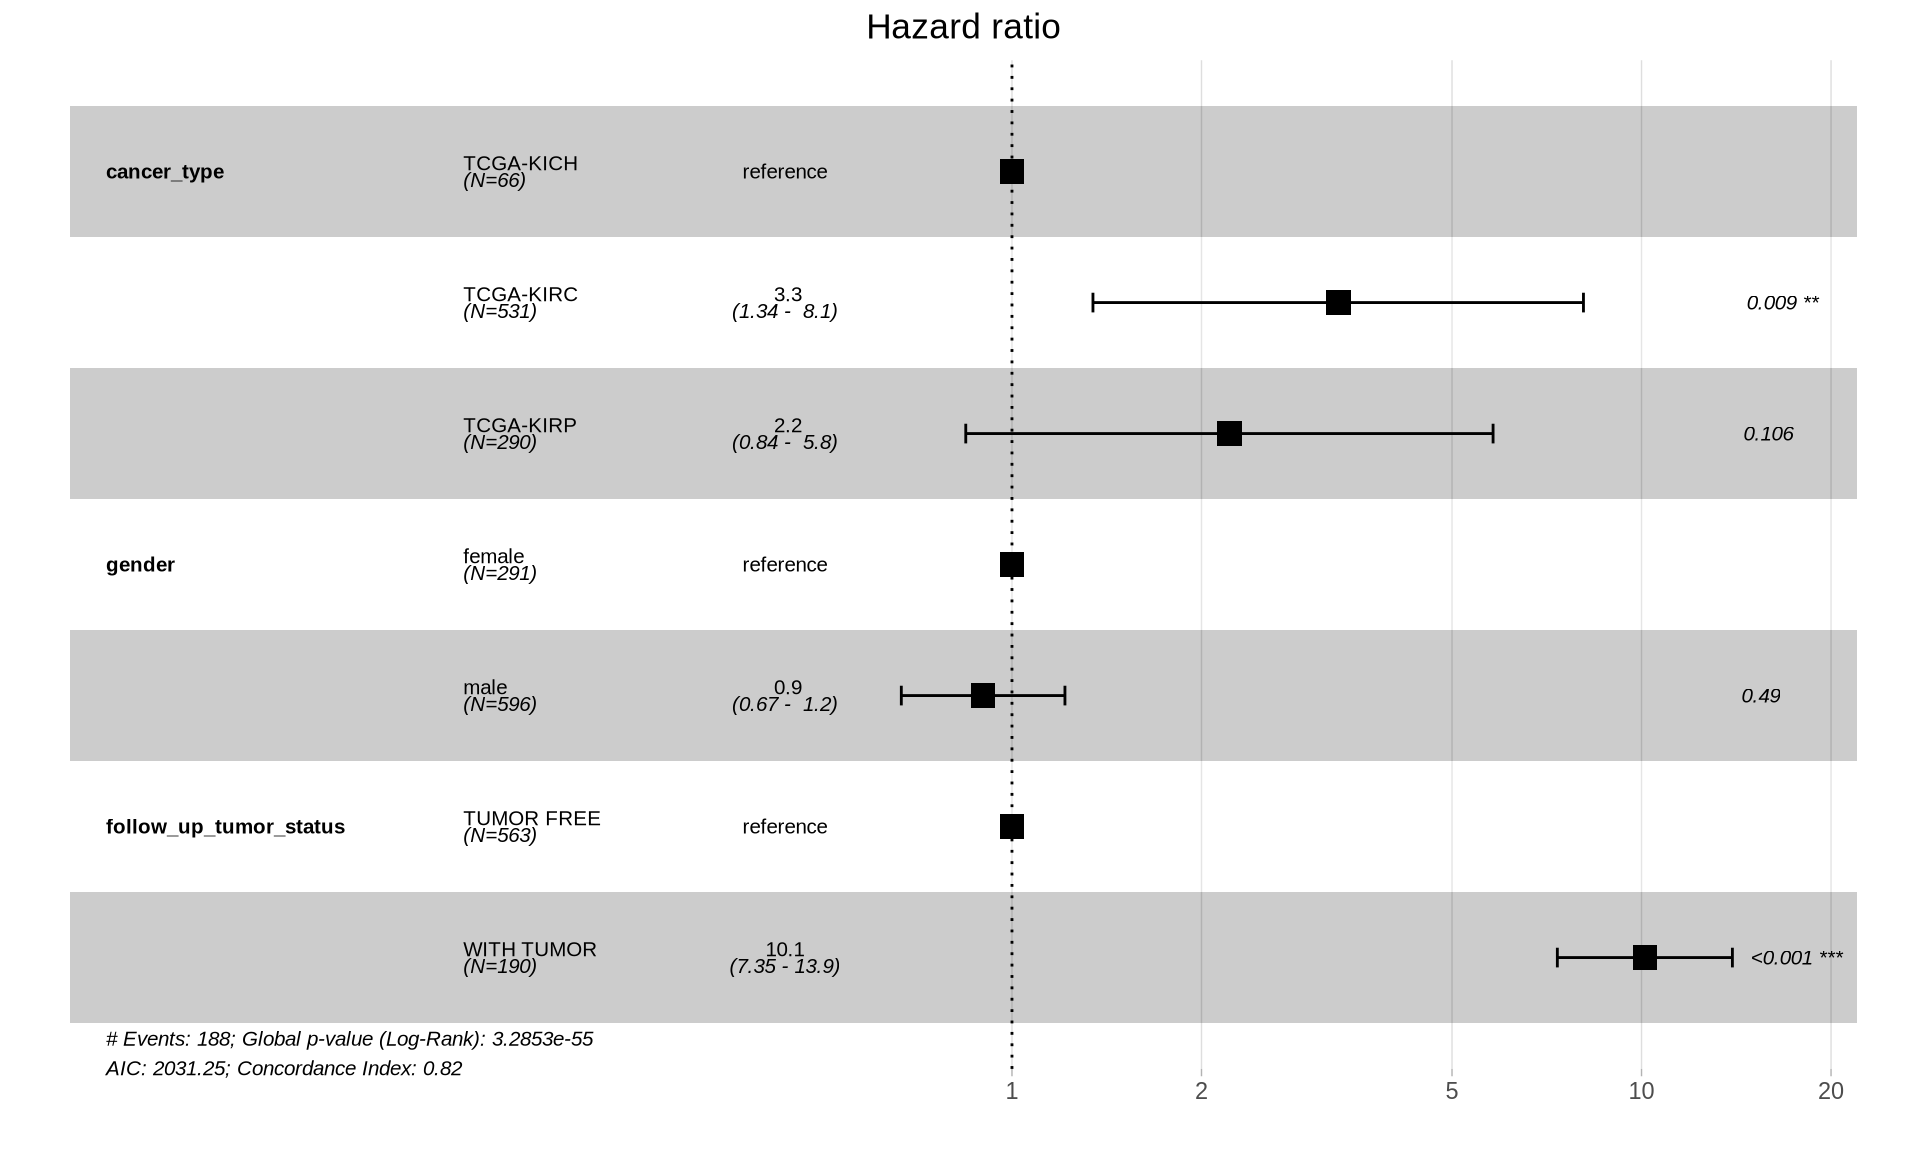 Hazard ratio
cancer_type
TCGA-KICH
(N=66)
reference
TCGA-KIRC
(N=531)
3.3
(1.34 - 8.1)
0.009 **
TCGA-KIRP
(N=290)
2.2
(0.84 - 5.8)
0.106
gender
female
(N=291)
reference
male
(N=596)
0.9
(0.67 - 1.2)
0.49
follow_up_tumor_status
TUMOR FREE
(N=563)
reference
WITH TUMOR
(N=190)
10.1
(7.35 - 13.9)
<0.001 ***
# Events: 188; Global p-value (Log-Rank): 3.2853e-55
AIC: 2031.25; Concordance Index: 0.82
1 2 5 10 20